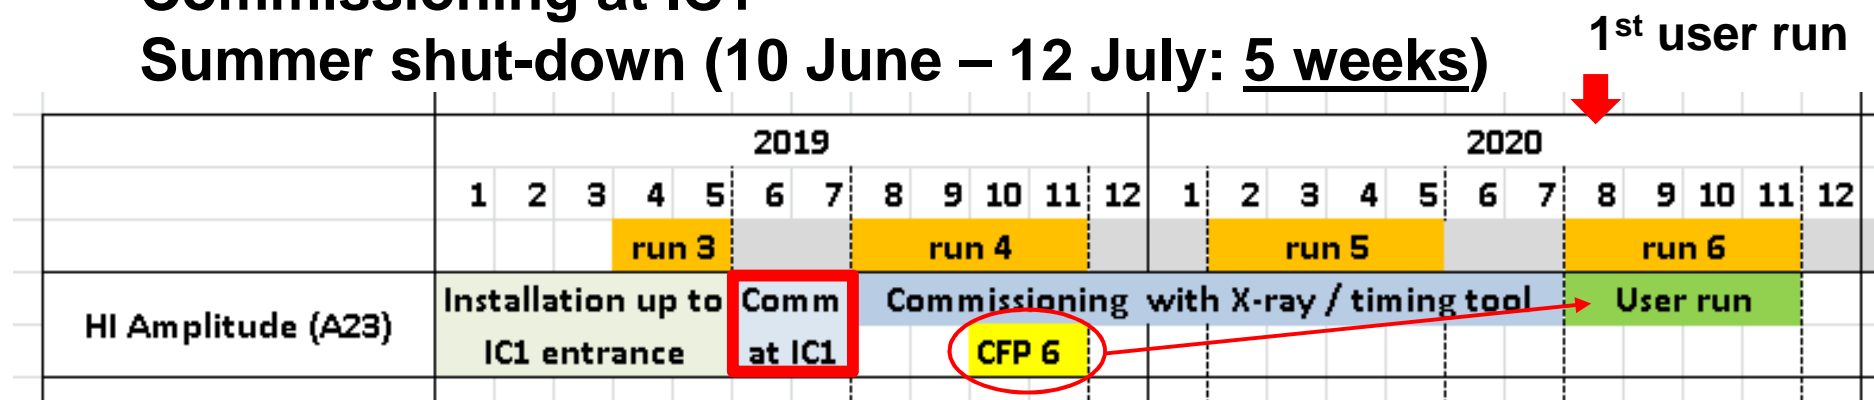 Commissioning at IC1
Summer shut-down (10 June – 12 July: 5 weeks)
1st user run
2019 2020
1 2 3 4 5 6 7 8 9 10 11 12 1 2 3 4 5 6 7 8 9 10 11 12
run 3 run 4 run 5 run 6
HI Amplitude (A23)
Installation up to
IC1 entrance
Comm
at IC1
Commissioning with X-ray / timing tool
User run
CFP 6